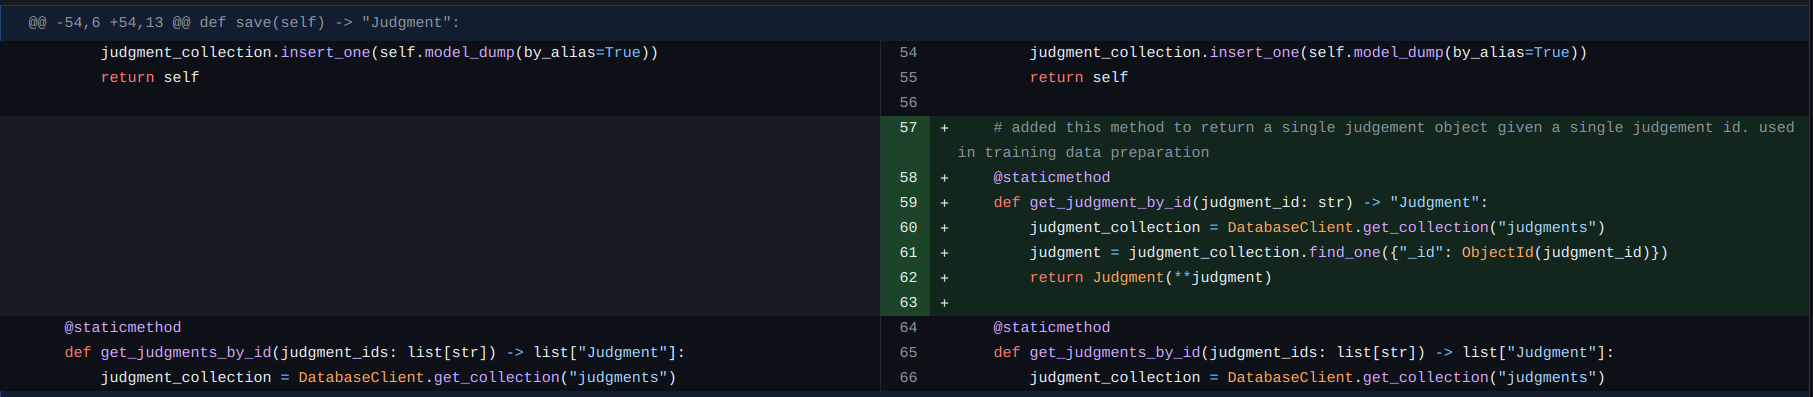 @@ -54,6 +54,13 @@ def save(self) -> "Judgment":
judgment_collection.insert_one(self.model_dump(by_alias=True))
return self
@staticmethod
def get_judgments_by_id(judgment_ids: list[str]) -> list["Judgment"]:
judgment_collection = DatabaseClient.get_collection("judgments")
54 judgment_collection.insert_one(self.model_dump(by_alias=True))
55 return self
56
57 + # added this method to return a single judgement object given a single judgement id. used
in training data preparation
58 + @staticmethod
59 + def get_judgment_by_id(judgment_id: str) -> "Judgment":
60 + judgment_collection = DatabaseClient.get_collection("judgments")
61 + judgment = judgment_collection.find_one({"_id": ObjectId(judgment_id)})
62 + return Judgment(**judgment)
63 +
64 @staticmethod
65 def get_judgments_by_id(judgment_ids: list[str]) -> list["Judgment"]:
66 judgment_collection = DatabaseClient.get_collection("judgments")